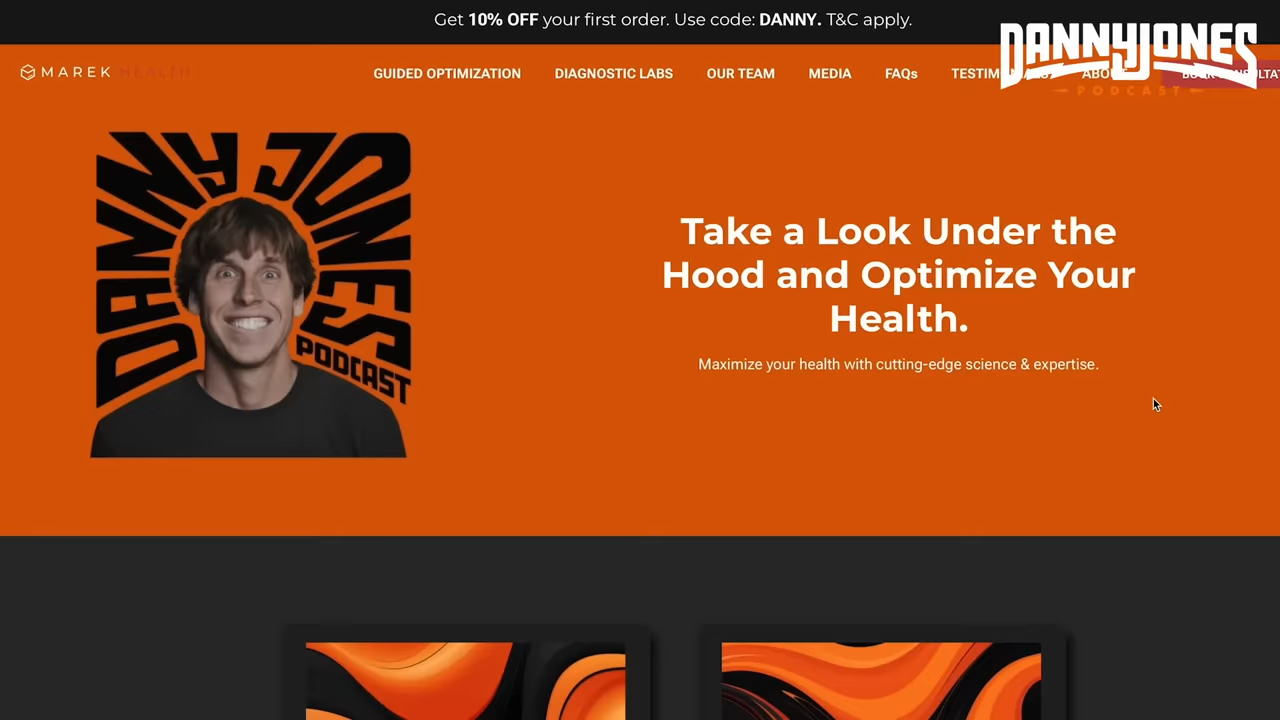 Get 10% OFF your first order. Use code: DANNY. T&C apply.
DANNY JONES
PODCAST
MAREK HEALTH
GUIDED OPTIMIZATION DIAGNOSTIC LABS OUR TEAM MEDIA FAQs
DANNY JONES
PODCAST
Take a Look Under the
Hood and Optimize Your
Health.
Maximize your health with cutting-edge science & expertise.